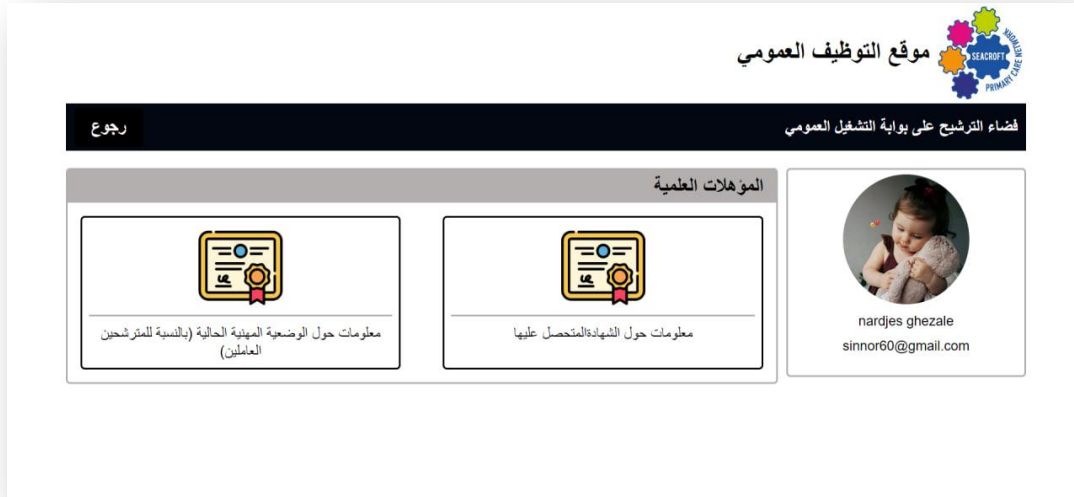 موقع التوظيف العمومي
SEACROFT
PRIMARY CARE NETWORK
فضاء الترشيح على بوابة التشغيل العمومي
رجوع
nardjes ghezale
sinnor60@gmail.com
المؤهلات العلمية
معلومات حول الشهادةالمتحصل عليها
معلومات حول الوضعية المهنية الحالية (بالنسبة للمترشحين
العاملين)